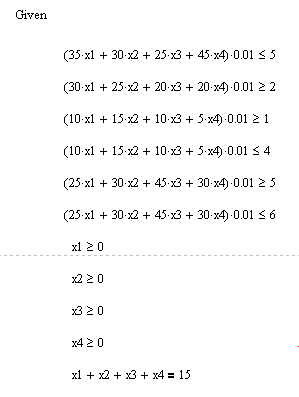 Given
(35·x1 + 30·x2 + 25·x3 + 45·x4)·0.01 ≤ 5
(30·x1 + 25·x2 + 20·x3 + 20·x4)·0.01 ≥ 2
(10·x1 + 15·x2 + 10·x3 + 5·x4)·0.01 ≥ 1
(10·x1 + 15·x2 + 10·x3 + 5·x4)·0.01 ≤ 4
(25·x1 + 30·x2 + 45·x3 + 30·x4)·0.01 ≥ 5
(25·x1 + 30·x2 + 45·x3 + 30·x4)·0.01 ≤ 6
x1 ≥ 0
x2 ≥ 0
x3 ≥ 0
x4 ≥ 0
x1 + x2 + x3 + x4 = 15